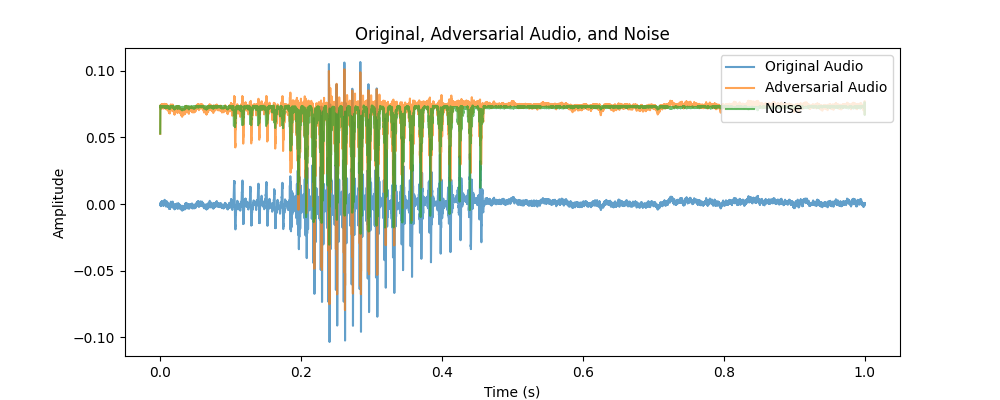 Original, Adversarial Audio, and Noise
Original Audio
Adversarial Audio
Noise
Amplitude
0.10
0.05
0.00
−0.05
−0.10
0.0 0.2 0.4 0.6 0.8 1.0
Time (s)